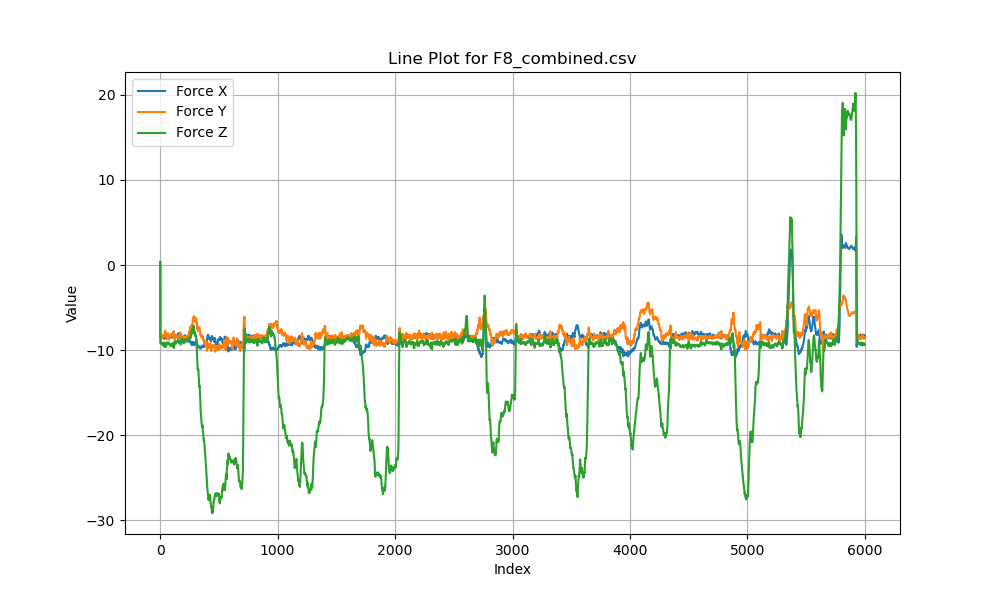 Line Plot for F8_combined.csv
Force X
Force Y
Force Z
20
10
0
−10
−20
−30
Value
0 1000 2000 3000 4000 5000 6000
Index